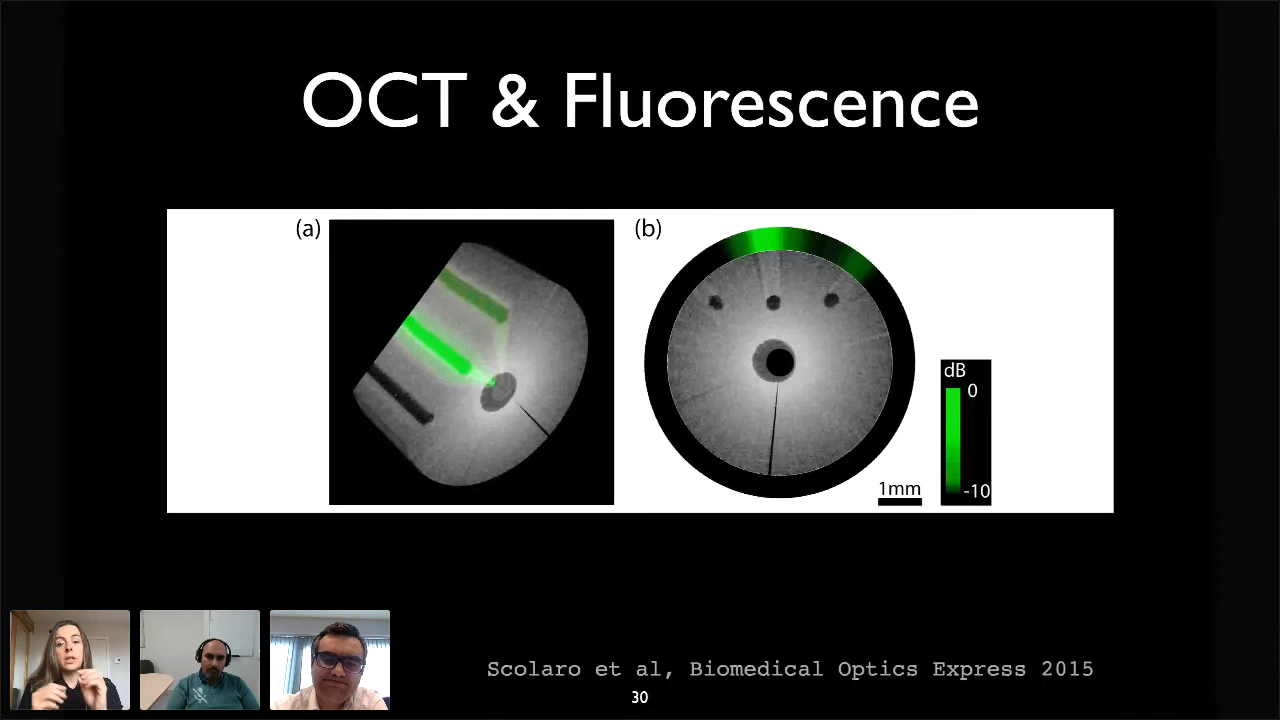 OCT & Fluorescence
(a)
(b)
dB
0
-10
1mm
Scolaro et al, Biomedical Optics Express 2015
30